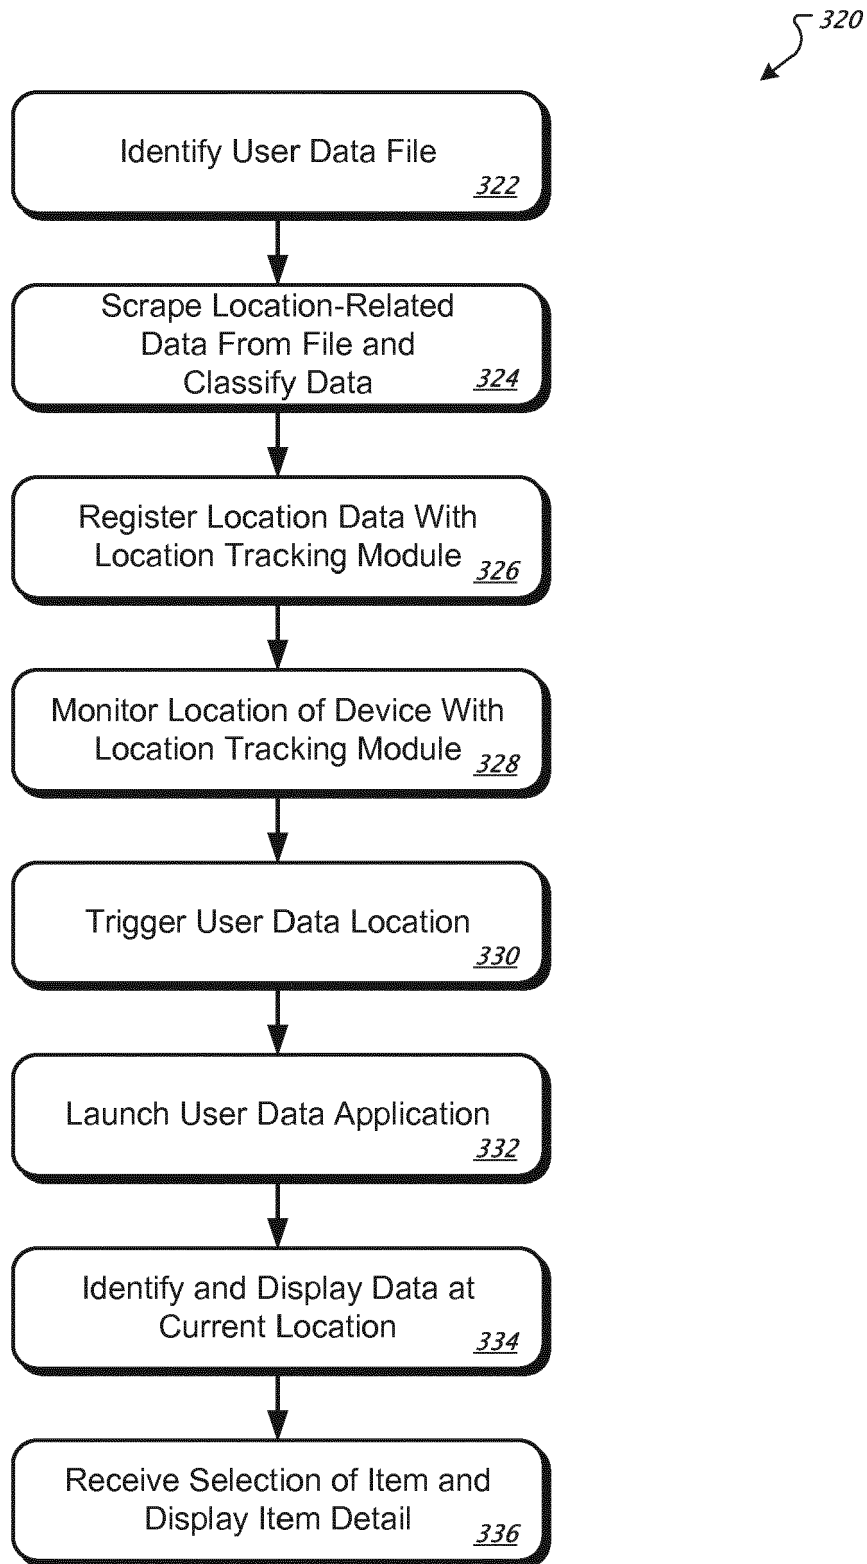 320
Identify User Data File
322
Scrape Location-Related
Data From File and
Classify Data
324
Register Location Data With
Location Tracking Module
326
Monitor Location of Device With
Location Tracking Module
328
Trigger User Data Location
330
Launch User Data Application
332
Identify and Display Data at
Current Location
334
Receive Selection of Item and
Display Item Detail
336